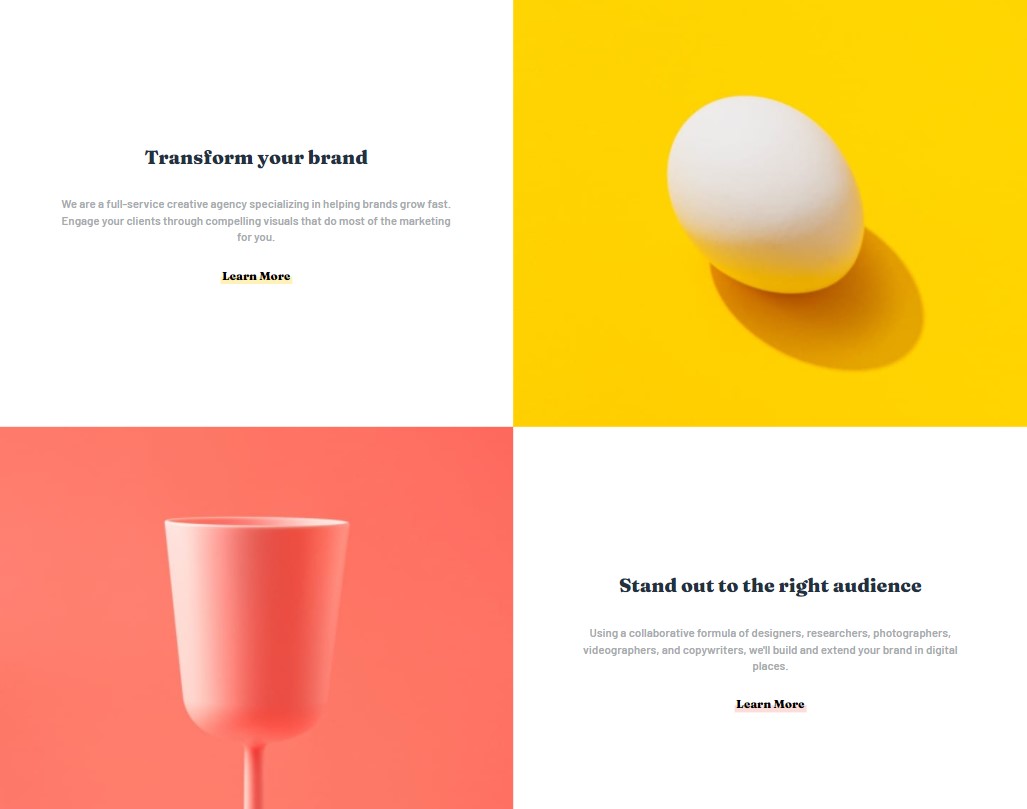 Transform your brand
We are a full-service creative agency specializing in helping brands grow fast.
Engage your clients through compelling visuals that do most of the marketing
for you.
Learn More
Stand out to the right audience
Using a collaborative formula of designers, researchers, photographers,
videographers, and copywriters, we'll build and extend your brand in digital
places.
Learn More